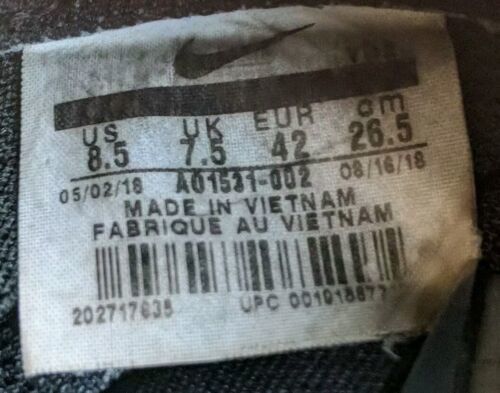 US UK EUR cm
8.5 7.5 42 26.5
05/02/18 AO1531-002 08/16/18
MADE IN VIETNAM
FABRIQUE AU VIETNAM
202717635 UPC